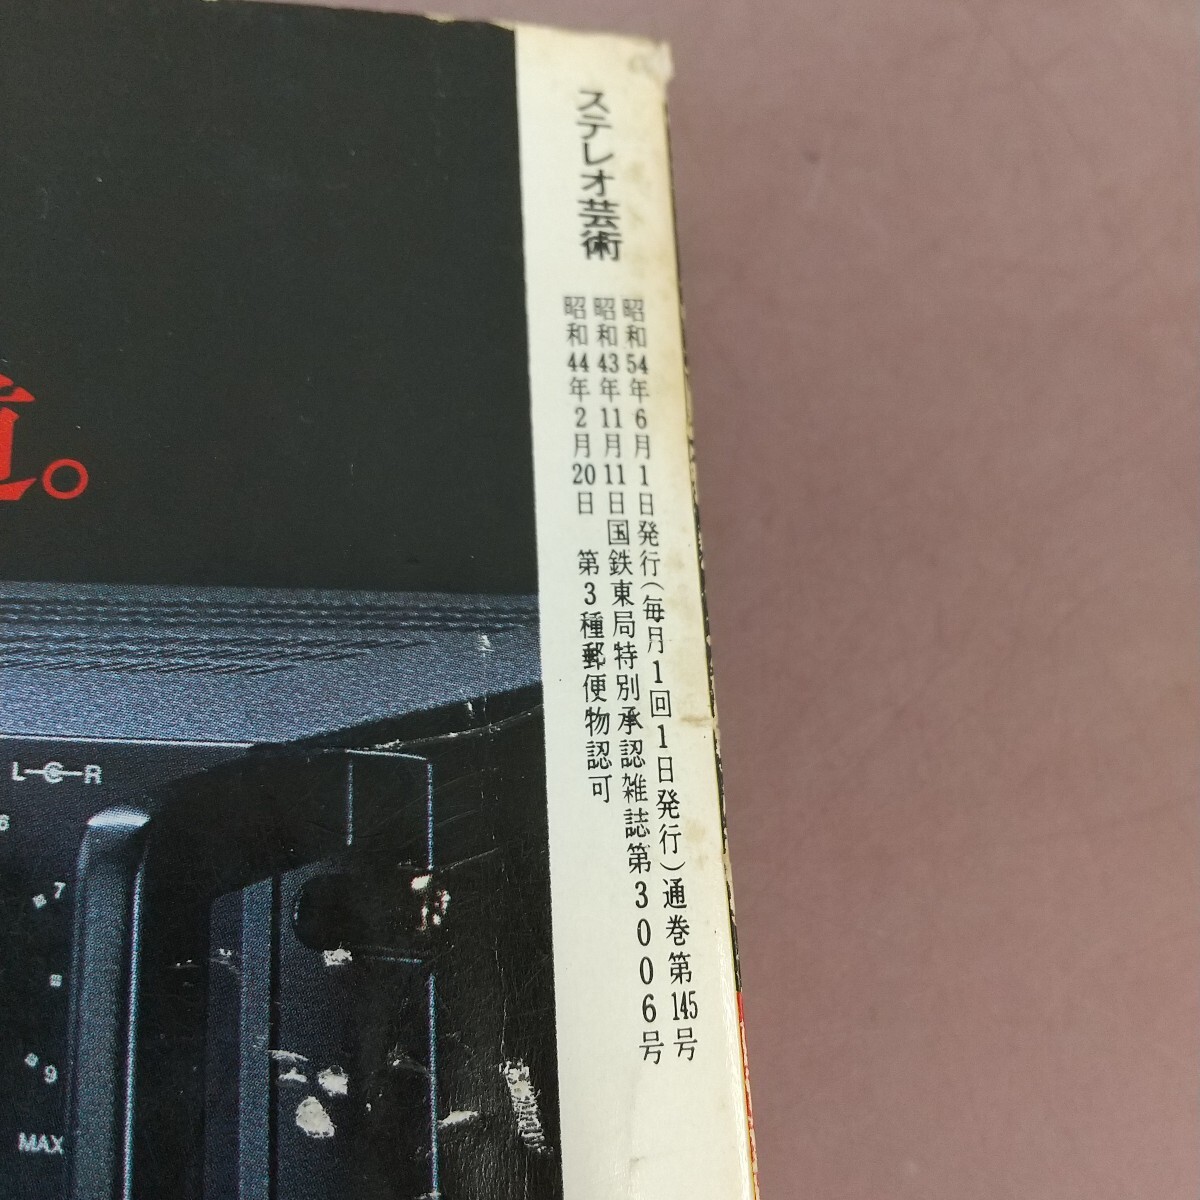 ステレオ芸術
昭和54年6月1日発行(毎月1回1日発行)通巻第145号
昭和43年11月11日国鉄東局特別承認雑誌第3006号
昭和44年2月20日 第3種郵便物認可
。
L C R
6
7
9
MAX